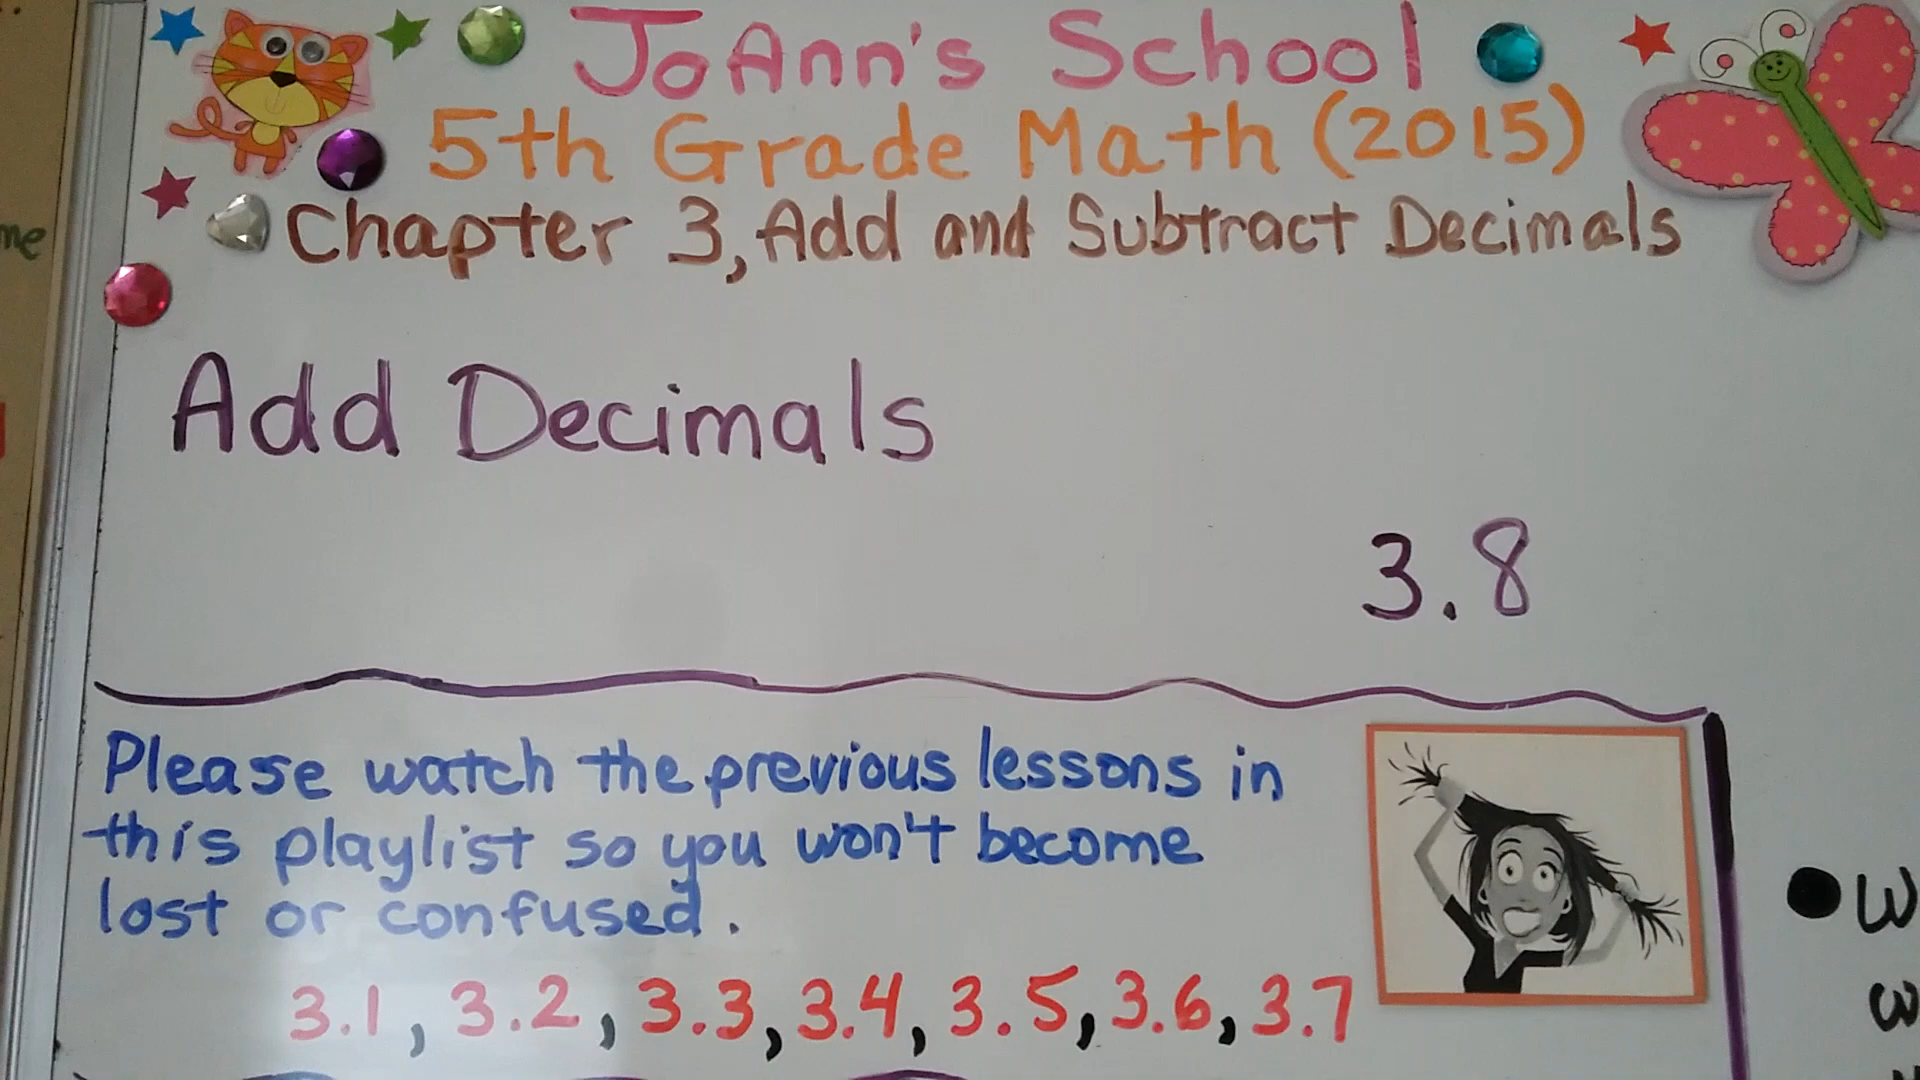 JoAnn's School
5th Grade Math (2015)
Chapter 3, Add and Subtract Decimals
Add Decimals
3.8
Please watch the previous lessons in
this playlist so you won't become
lost or confused.
3.1, 3.2, 3.3, 3.4, 3.5, 3.6, 3.7